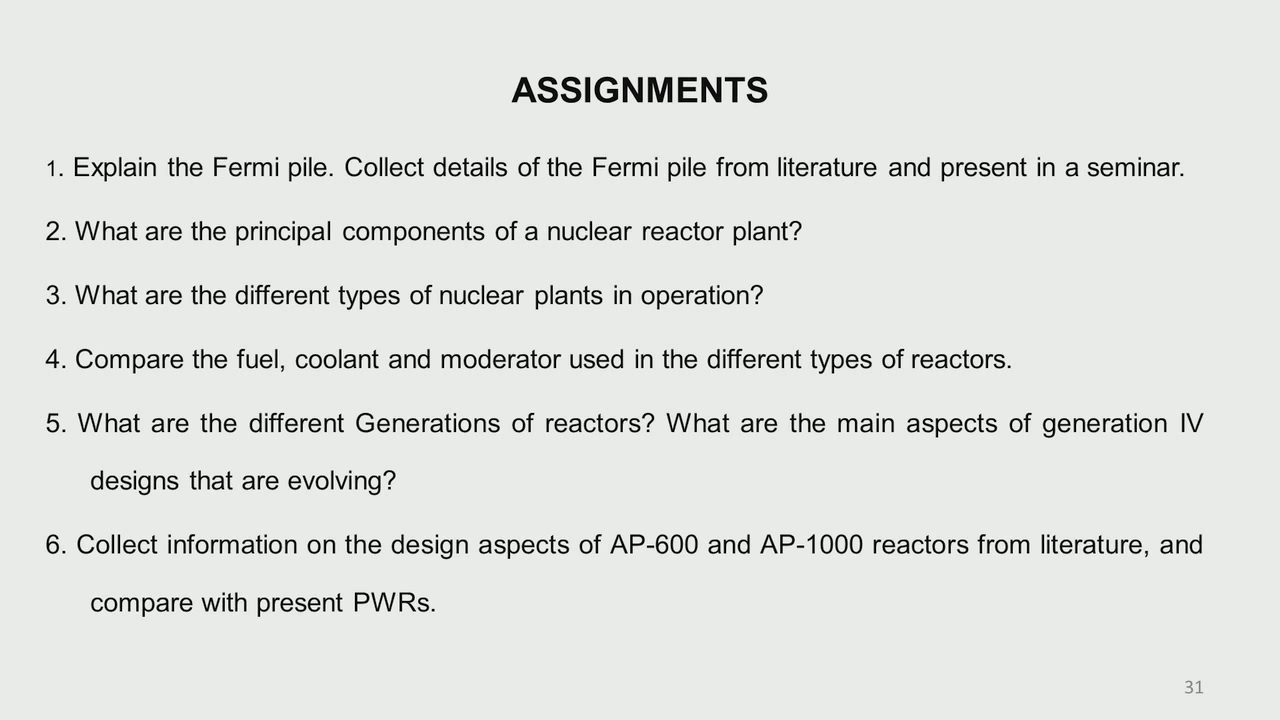 ASSIGNMENTS
1. Explain the Fermi pile. Collect details of the Fermi pile from literature and present in a seminar.
2. What are the principal components of a nuclear reactor plant?
3. What are the different types of nuclear plants in operation?
4. Compare the fuel, coolant and moderator used in the different types of reactors.
5. What are the different Generations of reactors? What are the main aspects of generation IV
designs that are evolving?
6. Collect information on the design aspects of AP-600 and AP-1000 reactors from literature, and
compare with present PWRs.
31